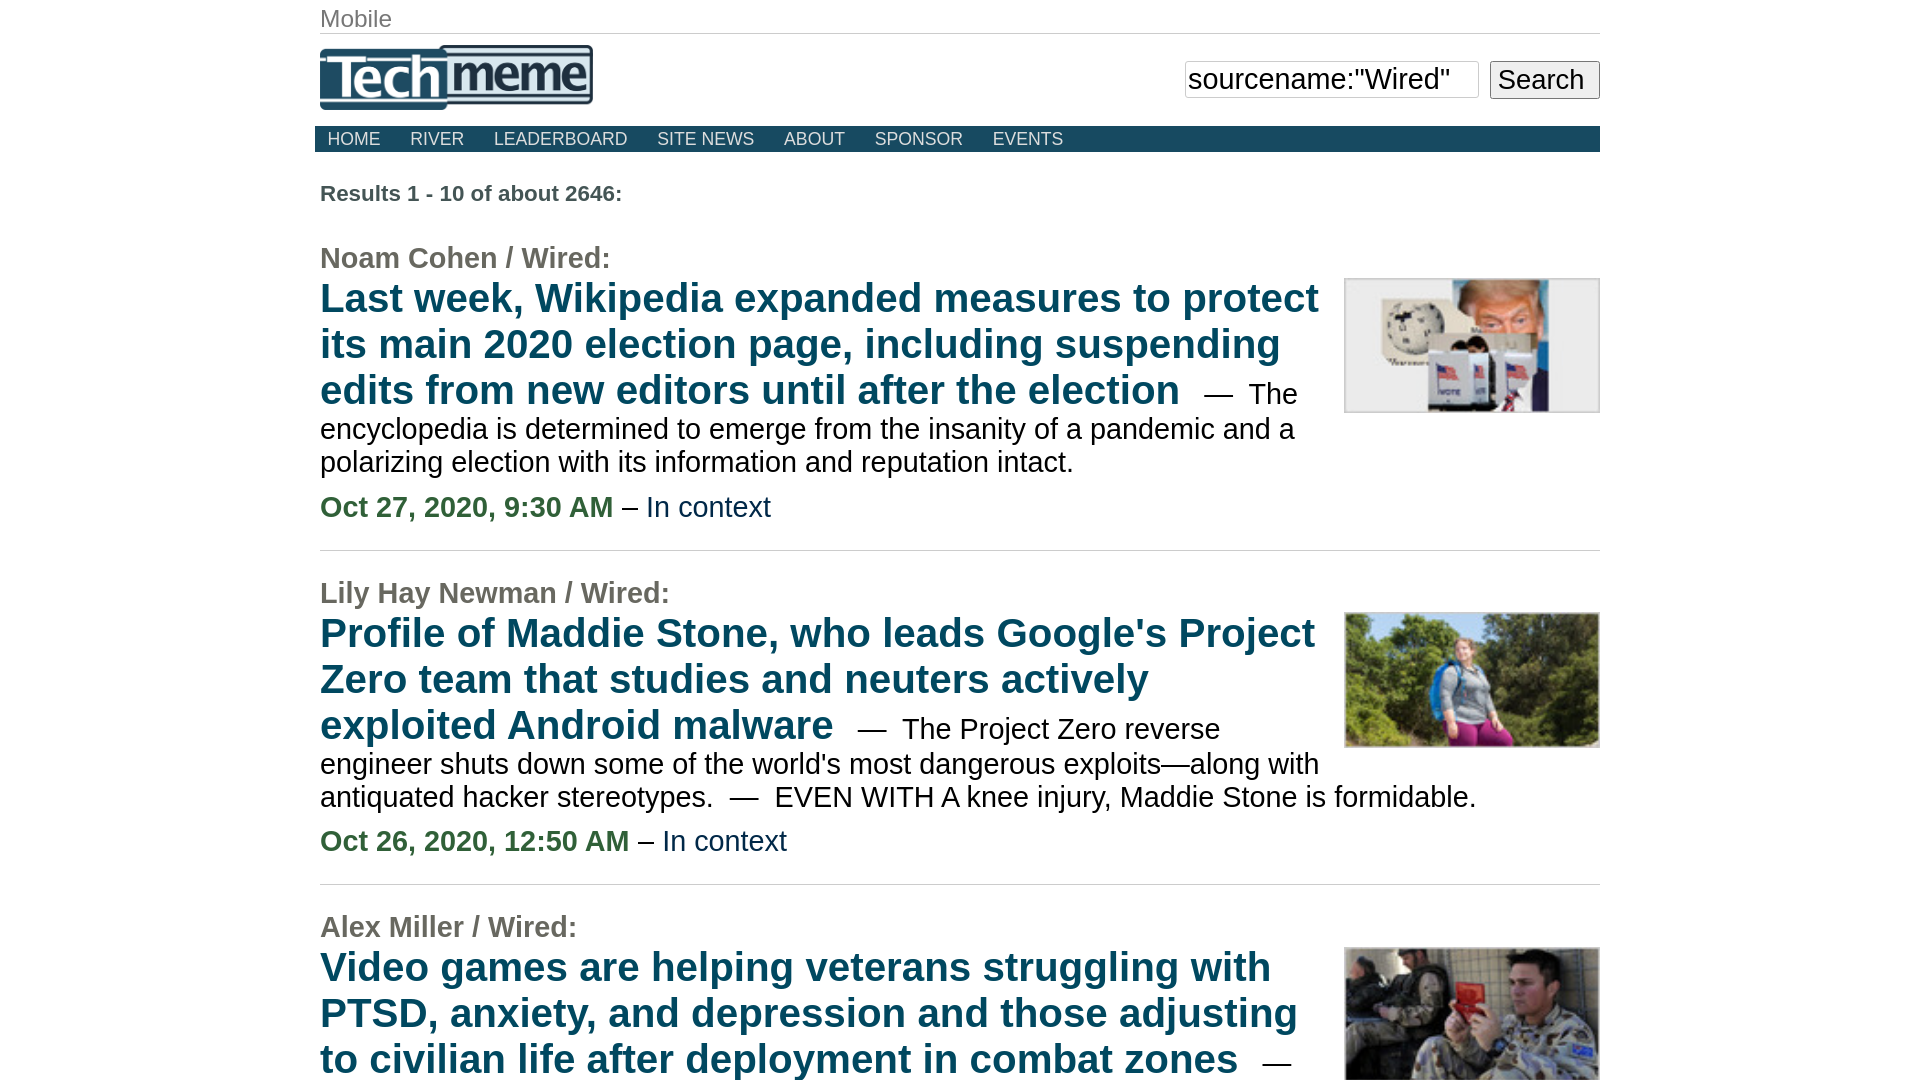 Mobile
Techmeme
sourcename:"Wired"
Search
HOME RIVER LEADERBOARD SITE NEWS ABOUT SPONSOR EVENTS
Results 1 - 10 of about 2646:
Noam Cohen / Wired:
Last week, Wikipedia expanded measures to protect
its main 2020 election page, including suspending
edits from new editors until after the election — The
encyclopedia is determined to emerge from the insanity of a pandemic and a
polarizing election with its information and reputation intact.
VOTE
Oct 27, 2020, 9:30 AM – In context
Lily Hay Newman / Wired:
Profile of Maddie Stone, who leads Google's Project
Zero team that studies and neuters actively
exploited Android malware — The Project Zero reverse
engineer shuts down some of the world's most dangerous exploits—along with
antiquated hacker stereotypes. — EVEN WITH A knee injury, Maddie Stone is formidable.
Oct 26, 2020, 12:50 AM – In context
Alex Miller / Wired:
Video games are helping veterans struggling with
PTSD, anxiety, and depression and those adjusting
to civilian life after deployment in combat zones —